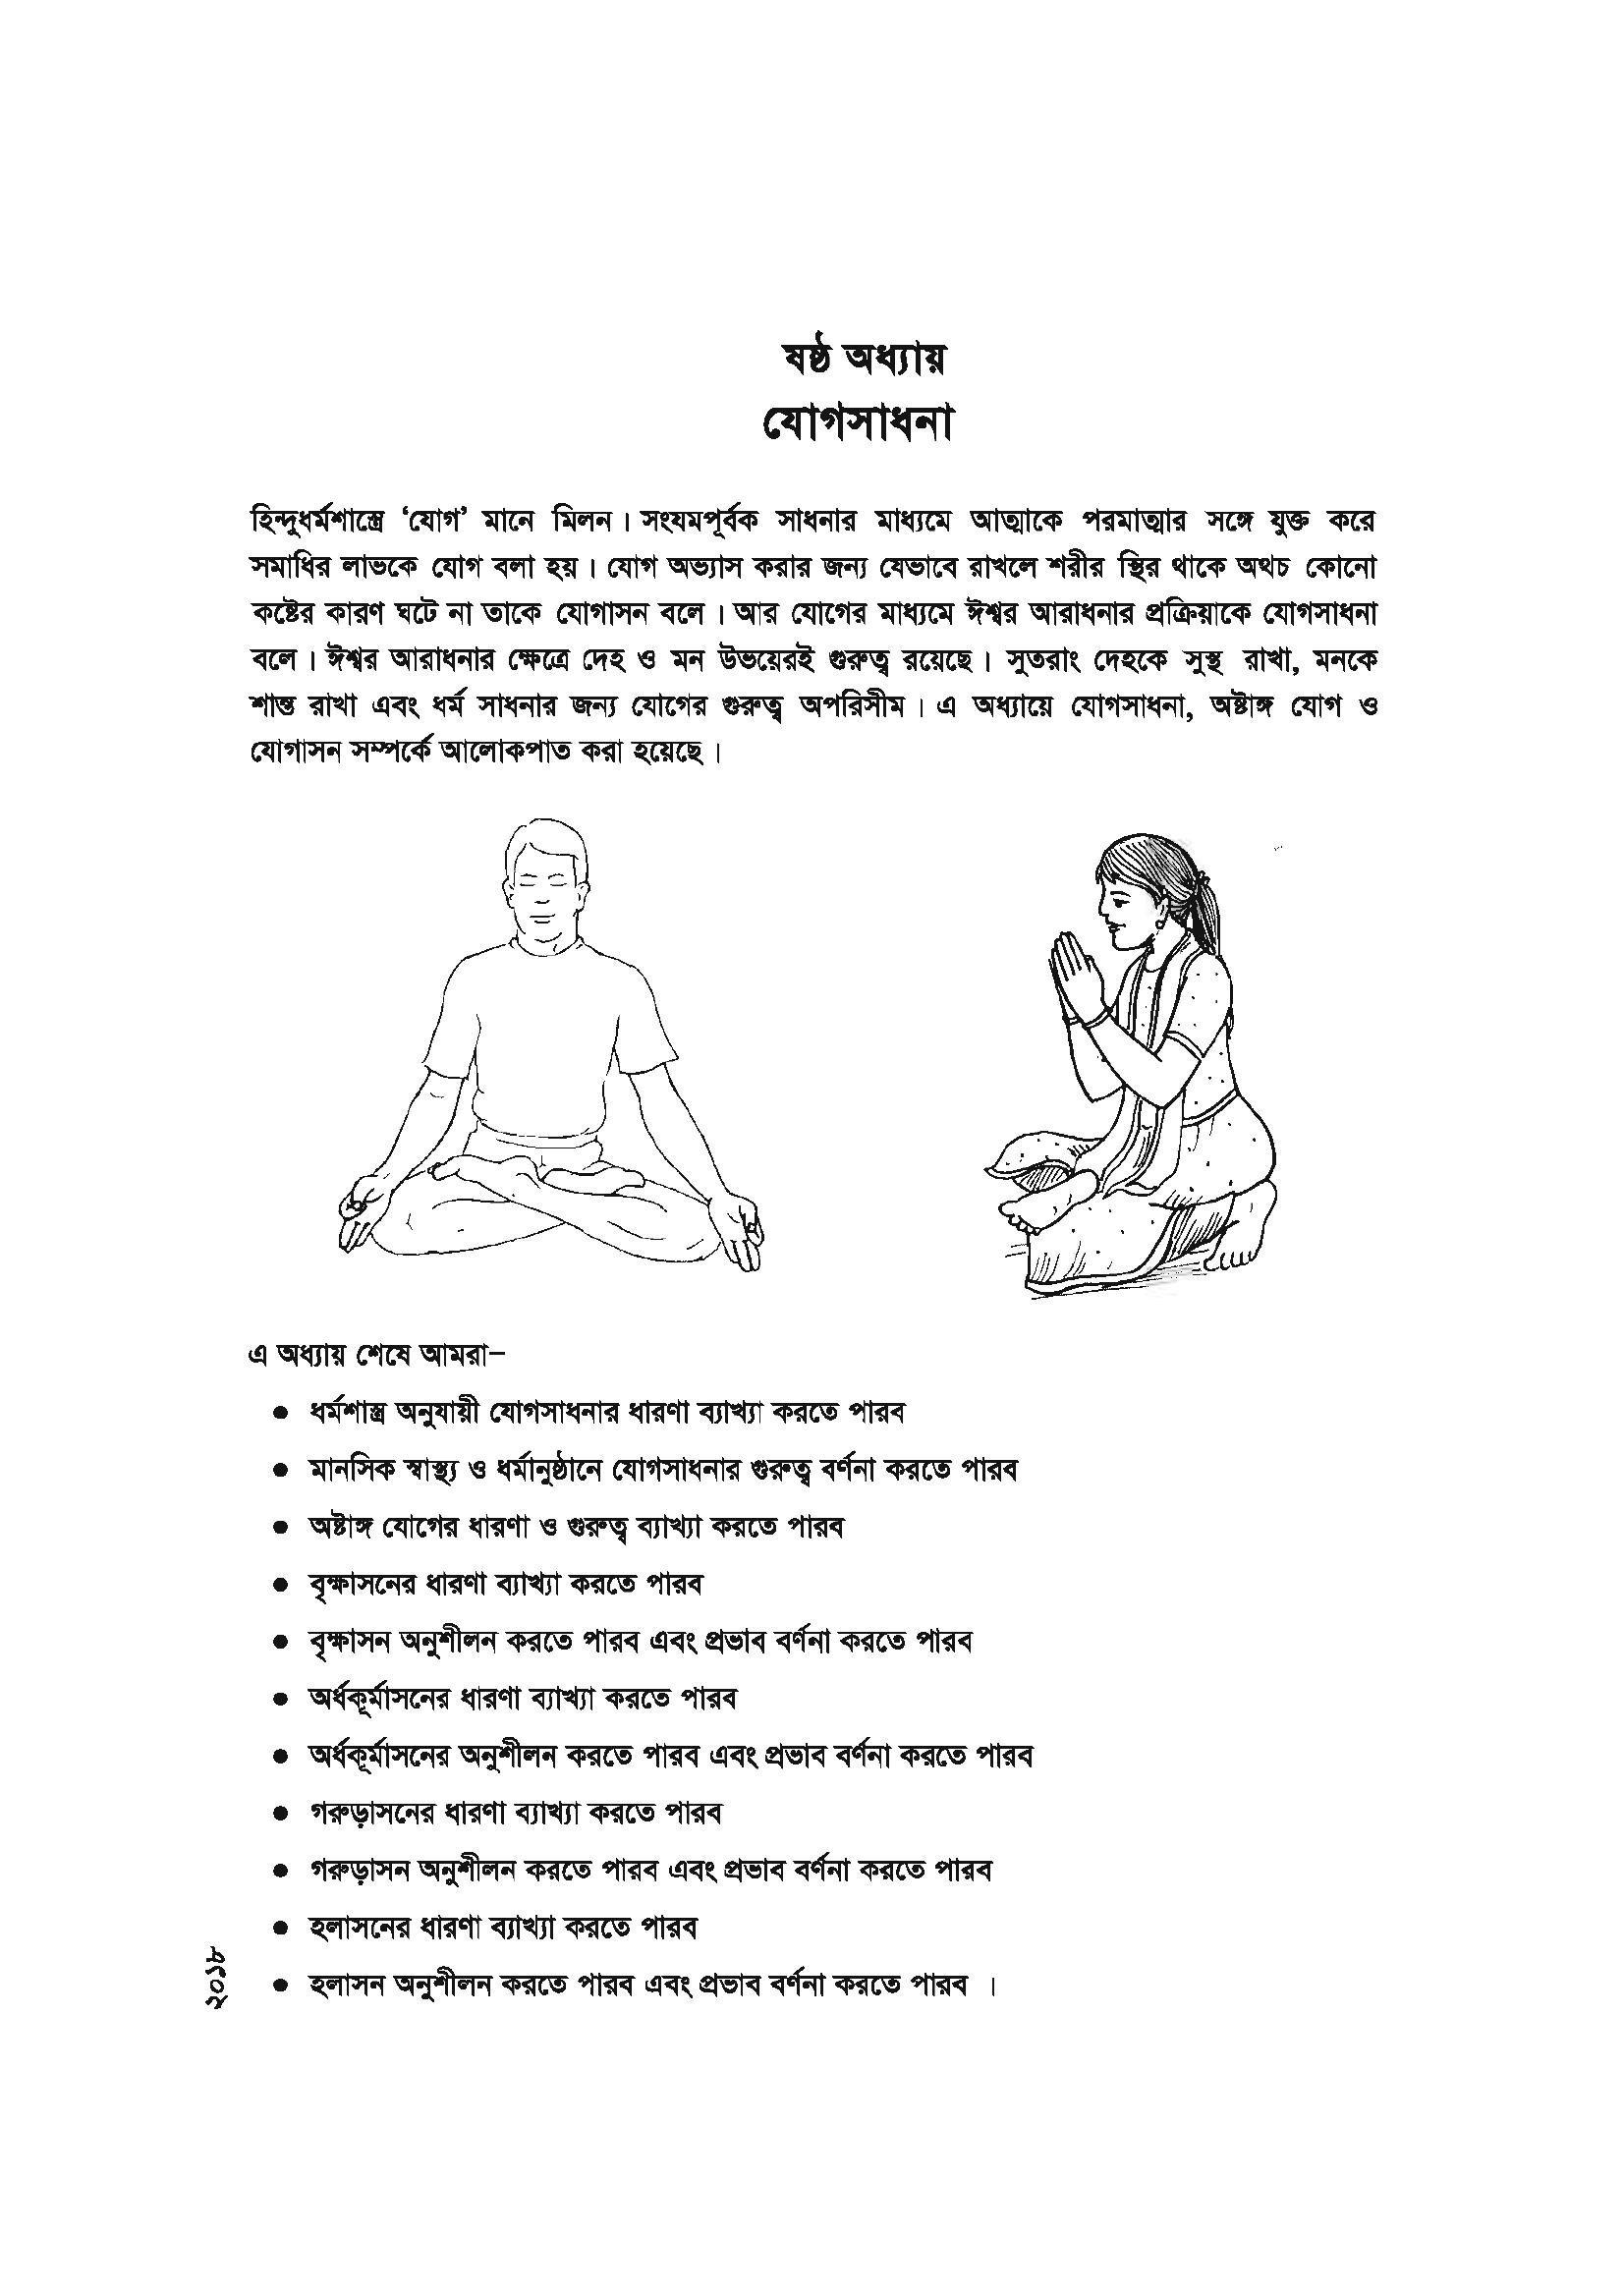 ষষ্ঠ অধ্যায়
যোগসাধনা
হিন্দুধর্মশাস্ত্রে ‘যোগ’ মানে মিলন। সংযমপূর্বক সাধনার মাধ্যমে আত্মাকে পরমাত্মার সঙ্গে যুক্ত করে
সমাধির লাভকে যোগ বলা হয়। যোগ অভ্যাস করার জন্য যেভাবে রাখলে শরীর স্থির থাকে অথচ কোনো
কষ্টের কারণ ঘটে না তাকে যোগাসন বলে। আর যোগের মাধ্যমে ঈশ্বর আরাধনার প্রক্রিয়াকে যোগসাধনা
বলে। ঈশ্বর আরাধনার ক্ষেত্রে দেহ ও মন উভয়েরই গুরুত্ব রয়েছে। সুতরাং দেহকে সুস্থ রাখা, মনকে
শান্ত রাখা এবং ধর্ম সাধনার জন্য যোগের গুরুত্ব অপরিসীম। এ অধ্যায়ে যোগসাধনা, অষ্টাঙ্গ যোগ ও
যোগাসন সম্পর্কে আলোকপাত করা হয়েছে।
এ অধ্যায় শেষে আমরা–
● ধর্মশাস্ত্র অনুযায়ী যোগসাধনার ধারণা ব্যাখ্যা করতে পারব
● মানসিক স্বাস্থ্য ও ধর্মানুষ্ঠানে যোগসাধনার গুরুত্ব বর্ণনা করতে পারব
● অষ্টাঙ্গ যোগের ধারণা ও গুরুত্ব ব্যাখ্যা করতে পারব
● বৃক্ষাসনের ধারণা ব্যাখ্যা করতে পারব
● বৃক্ষাসন অনুশীলন করতে পারব এবং প্রভাব বর্ণনা করতে পারব
● অর্ধকূর্মাসনের ধারণা ব্যাখ্যা করতে পারব
● অর্ধকূর্মাসনের অনুশীলন করতে পারব এবং প্রভাব বর্ণনা করতে পারব
● গরুড়াসনের ধারণা ব্যাখ্যা করতে পারব
● গরুড়াসন অনুশীলন করতে পারব এবং প্রভাব বর্ণনা করতে পারব
● হলাসনের ধারণা ব্যাখ্যা করতে পারব
● হলাসন অনুশীলন করতে পারব এবং প্রভাব বর্ণনা করতে পারব ।
২০১৮